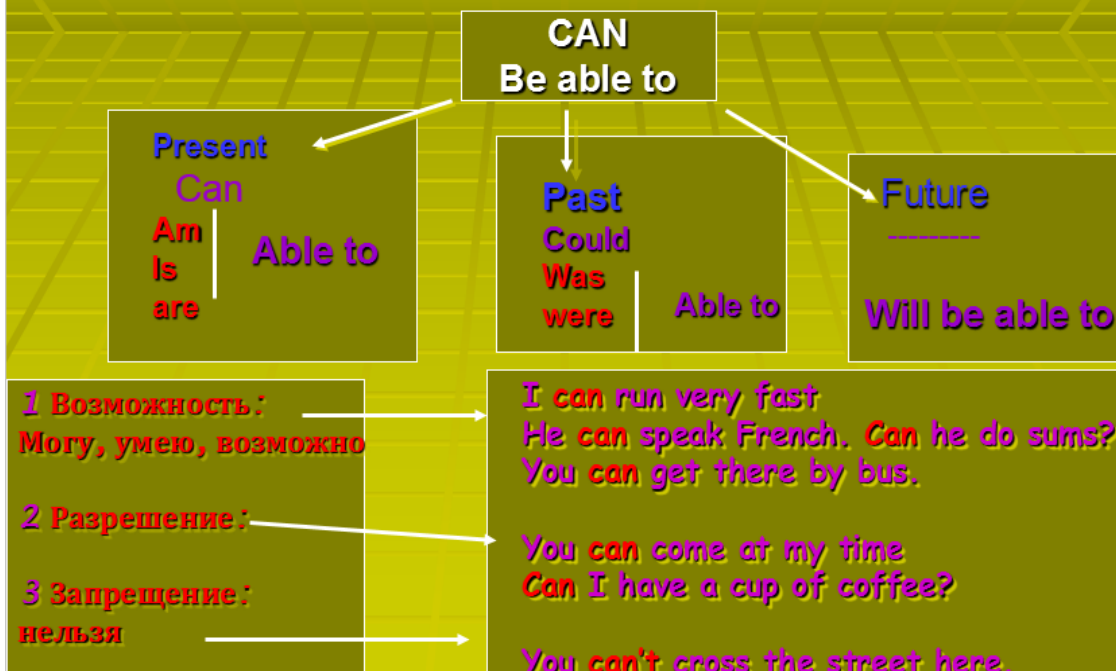 CAN
Be able to
Present
Can
Am
Is
are
Able to
Past
Could
Was
were
Able to
Future
---------
Will be able to
1 Возможность:
Могу, умею, возможно
2 Разрешение:
3 Запрещение:
нельзя
I can run very fast
He can speak French. Can he do sums?
You can get there by bus.
You can come at my time
Can I have a cup of coffee?
You can't cross the street here.